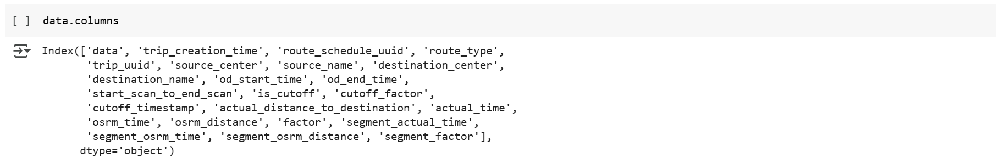 [ ] data.columns
Index(['data', 'trip_creation_time', 'route_schedule_uuid', 'route_type',
'trip_uuid', 'source_center', 'source_name', 'destination_center',
'destination_name', 'od_start_time', 'od_end_time',
'start_scan_to_end_scan', 'is_cutoff', 'cutoff_factor',
'cutoff_timestamp', 'actual_distance_to_destination', 'actual_time',
'osrm_time', 'osrm_distance', 'factor', 'segment_actual_time',
'segment_osrm_time', 'segment_osrm_distance', 'segment_factor'],
dtype='object')